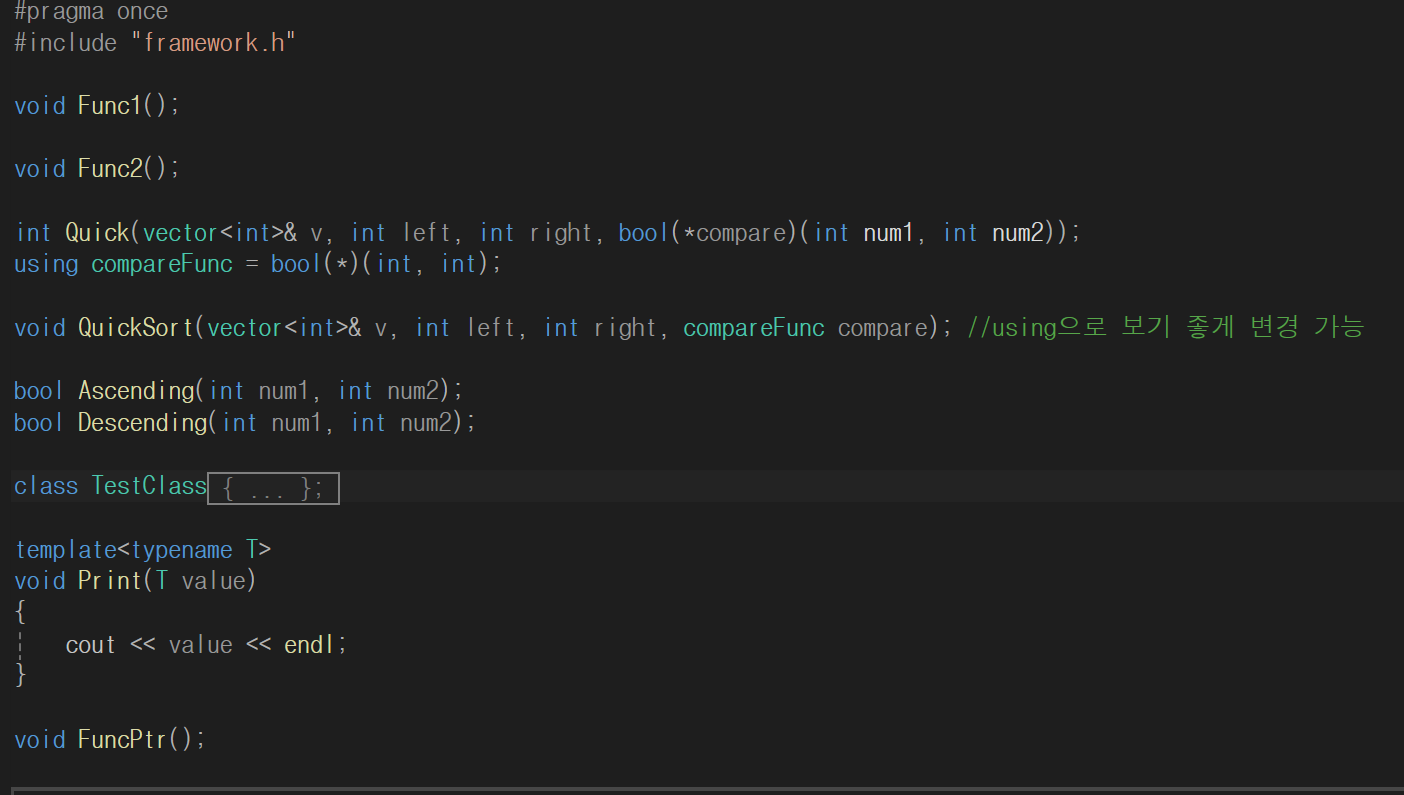 #pragma once
#include "framework.h"
void Func1();
void Func2();
int Quick(vector<int>& v, int left, int right, bool(*compare)(int num1, int num2));
using compareFunc = bool(*)(int, int);
void QuickSort(vector<int>& v, int left, int right, compareFunc compare); //using으로 보기 좋게 변경 가능
bool Ascending(int num1, int num2);
bool Descending(int num1, int num2);
class TestClass { ... };
template<typename T>
void Print(T value)
{
cout << value << endl;
}
void FuncPtr();